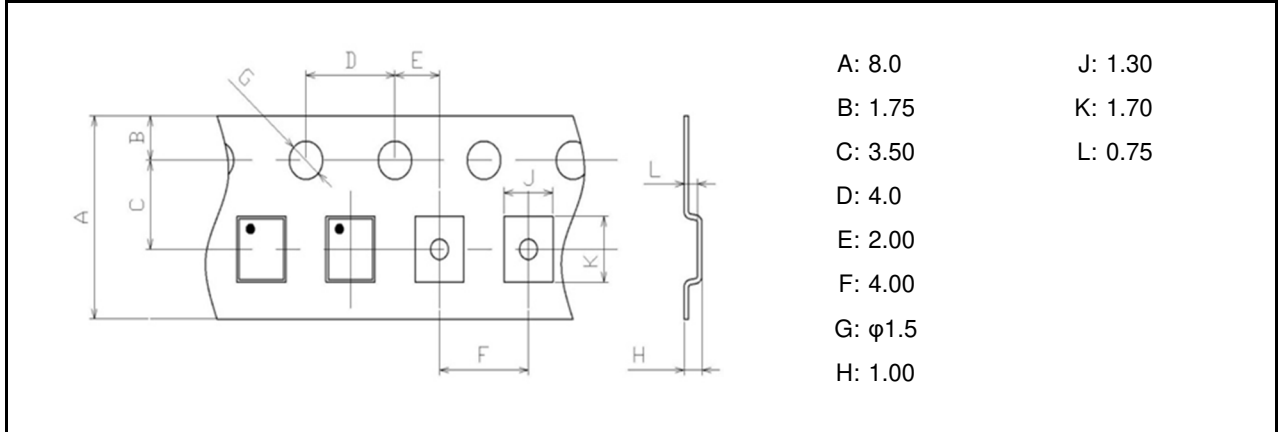 D
E
G
B
C
A
J
K
F
L
H
A: 8.0
B: 1.75
C: 3.50
D: 4.0
E: 2.00
F: 4.00
G: φ1.5
H: 1.00
J: 1.30
K: 1.70
L: 0.75